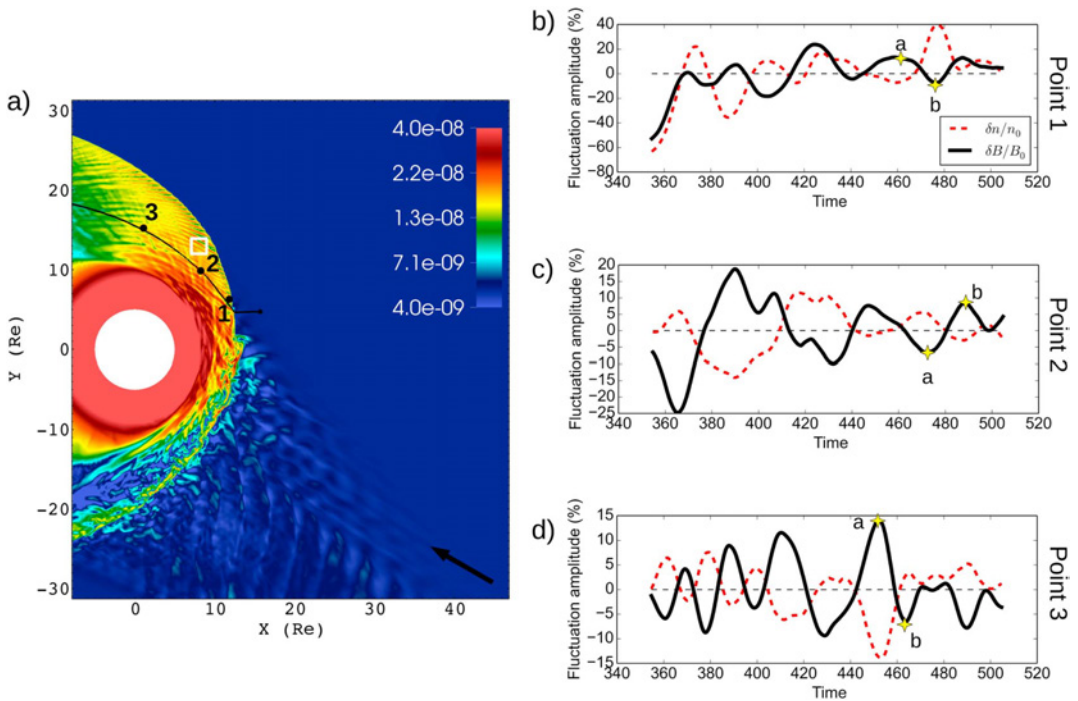 a)
30
20
10
0
−10
−20
−30
Y (Re)
0
10
20
30
40
X (Re)
4.0e-08
2.2e-08
1.3e-08
7.1e-09
4.0e-09
3
2
1
b)
Fluctuation amplitude (%)
40
20
0
−20
−40
−60
−80
340 360 380 400 420 440 460 480 500 520
Time
a
b
δn/n₀
δB/B₀
Point 1
c)
Fluctuation amplitude (%)
20
15
10
5
0
−5
−10
−15
−20
−25
340 360 380 400 420 440 460 480 500 520
Time
a
b
Point 2
d)
Fluctuation amplitude (%)
15
10
5
0
−5
−10
−15
340 360 380 400 420 440 460 480 500 520
Time
a
b
Point 3